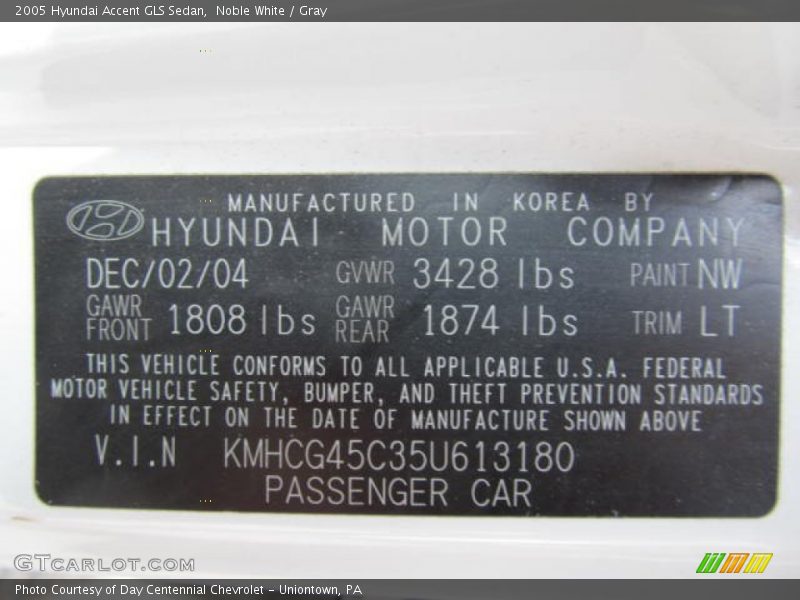 2005 Hyundai Accent GLS Sedan, Noble White / Gray
MANUFACTURED IN KOREA BY
HYUNDAI MOTOR COMPANY
DEC/02/04 GVWR 3428 lbs PAINT NW
GAWR FRONT 1808 lbs GAWR REAR 1874 lbs TRIM LT
THIS VEHICLE CONFORMS TO ALL APPLICABLE U.S.A. FEDERAL
MOTOR VEHICLE SAFETY, BUMPER, AND THEFT PREVENTION STANDARDS
IN EFFECT ON THE DATE OF MANUFACTURE SHOWN ABOVE
V.I.N KMHCG45C35U613180
PASSENGER CAR
GTCARLOT.COM
Photo Courtesy of Day Centennial Chevrolet - Uniontown, PA